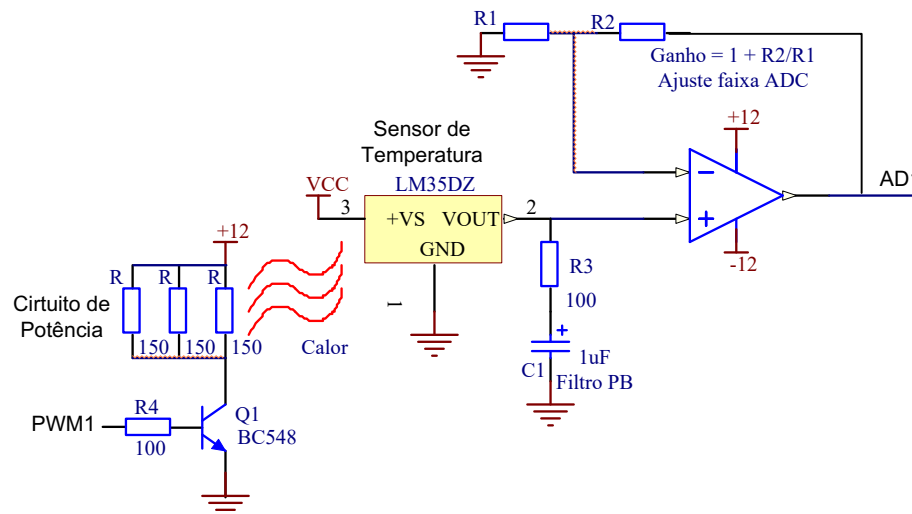 R1
R2
Ganho = 1 + R2/R1
Ajuste faixa ADC
+12
Sensor de
Temperatura
LM35DZ
VCC
3
+VS
VOUT
2
GND
1
−
+
-12
+12
R
R
R
Cirtuito de
Potência
150
150
150
Calor
R3
100
+
1uF
C1
Filtro PB
PWM1
R4
100
Q1
BC548